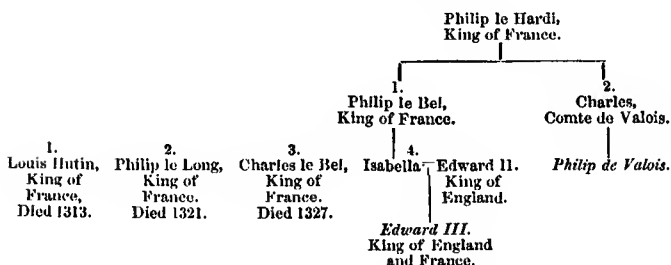 Philip le Hardi,
King of France.
1.
Philip le Bel,
King of France.
2.
Charles,
Comte de Valois.
1.
Louis Hutin,
King of
France,
Died 1313.
2.
Philip le Long,
King of
France.
Died 1321.
3.
Charles le Bel,
King of
France.
Died 1327.
4.
Isabella
Edward II.
King of
England.
Philip de Valois.
Edward III.
King of England
and France.